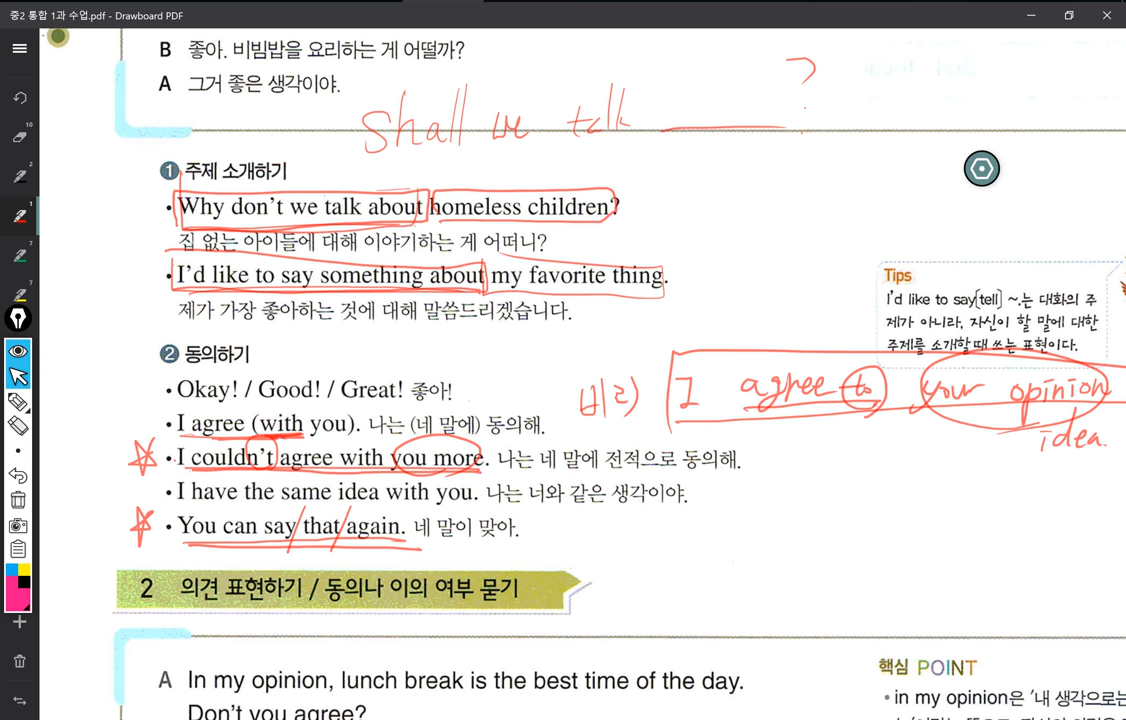 중2 통합 1과 수업.pdf - Drawboard PDF
B 좋아. 비빔밥을 요리하는 게 어떨까?
A 그거 좋은 생각이야.
Shall we talk ______ ?
1 주제 소개하기
• Why don't we talk about homeless children?
집 없는 아이들에 대해 이야기하는 게 어떠니?
• I'd like to say something about my favorite thing.
제가 가장 좋아하는 것에 대해 말씀드리겠습니다.
Tips
I'd like to say[tell] ~.는 대화의 주
제가 아니라, 자신이 할 말에 대한
주제를 소개할 때 쓰는 표현이다.
2 동의하기
• Okay! / Good! / Great! 좋아!
비교) I agree to your opinion
idea.
• I agree (with you). 나는 (네 말에) 동의해.
• I couldn't agree with you more. 나는 네 말에 전적으로 동의해.
• I have the same idea with you. 나는 너와 같은 생각이야.
• You can say/that/again. 네 말이 맞아.
2 의견 표현하기 / 동의나 이의 여부 묻기
A In my opinion, lunch break is the best time of the day.
Don't you agree?
핵심 POINT
• in my opinion은 '내 생각으로는
10
2
1
7
7